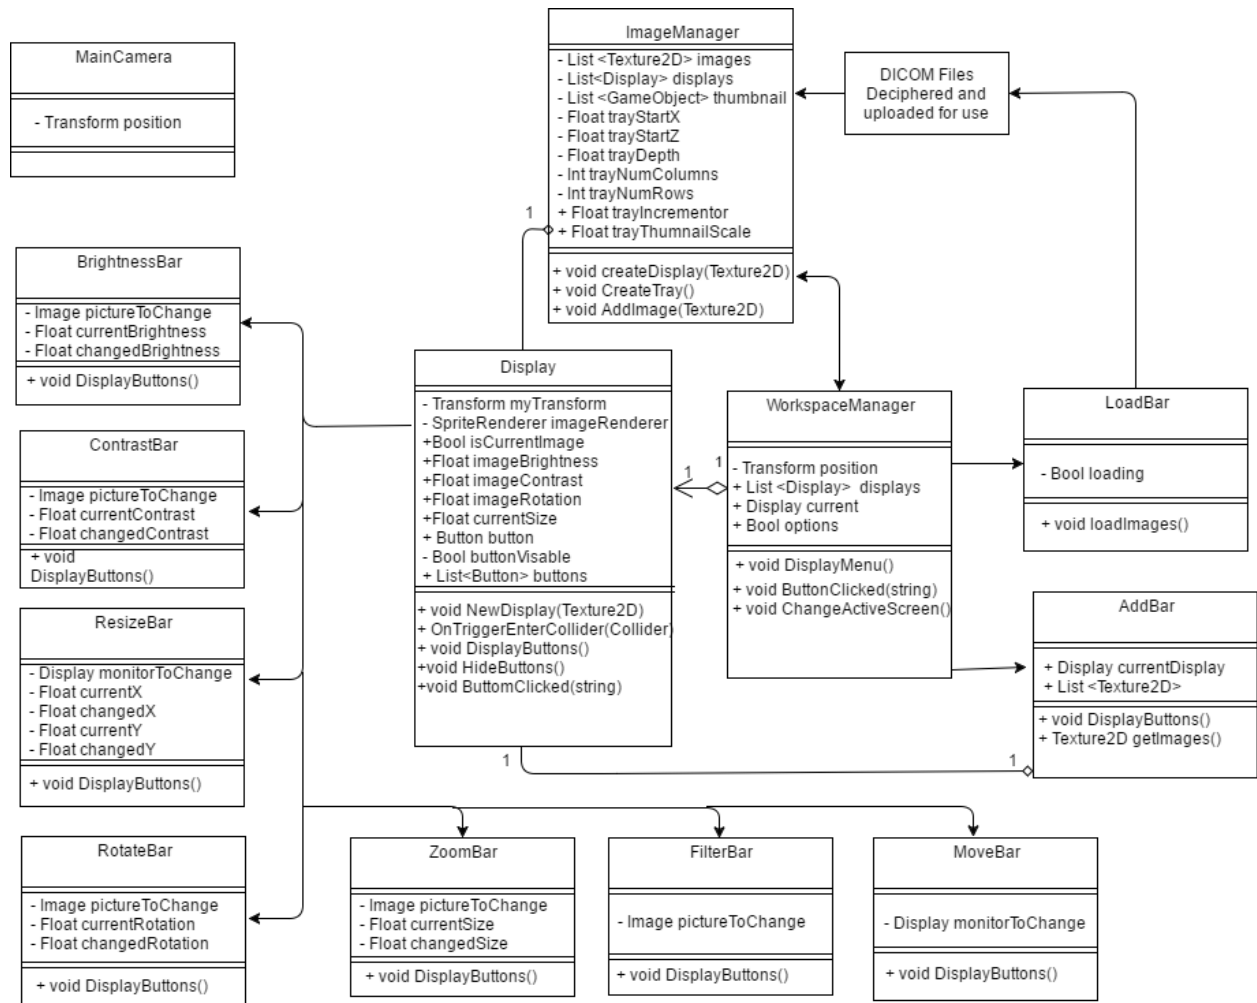 ImageManager
- List <Texture2D> images
- List<Display> displays
- List <GameObject> thumbnail
- Float trayStartX
- Float trayStartZ
- Float trayDepth
- Int trayNumColumns
- Int trayNumRows
+ Float trayIncrementor
+ Float trayThumnailScale
+ void createDisplay(Texture2D)
+ void CreateTray()
+ void AddImage(Texture2D)
MainCamera
- Transform position
DICOM Files
Deciphered and
uploaded for use
1
BrightnessBar
- Image pictureToChange
- Float currentBrightness
- Float changedBrightness
+ void DisplayButtons()
Display
- Transform myTransform
- SpriteRenderer imageRenderer
+Bool isCurrentImage
+Float imageBrightness
+Float imageContrast
+Float imageRotation
+Float currentSize
+ Button button
- Bool buttonVisable
+ List<Button> buttons
+ void NewDisplay(Texture2D)
+ OnTriggerEnterCollider(Collider)
+ void DisplayButtons()
+void HideButtons()
+void ButtomClicked(string)
1
1
WorkspaceManager
- Transform position
+ List <Display> displays
+ Display current
+ Bool options
+ void DisplayMenu()
+ void ButtonClicked(string)
+ void ChangeActiveScreen()
LoadBar
- Bool loading
+ void loadImages()
ContrastBar
- Image pictureToChange
- Float currentContrast
- Float changedContrast
+ void
DisplayButtons()
AddBar
+ Display currentDisplay
+ List <Texture2D>
+ void DisplayButtons()
+ Texture2D getImages()
ResizeBar
- Display monitorToChange
- Float currentX
- Float changedX
- Float currentY
- Float changedY
+ void DisplayButtons()
1
1
RotateBar
- Image pictureToChange
- Float currentRotation
- Float changedRotation
+ void DisplayButtons()
ZoomBar
- Image pictureToChange
- Float currentSize
- Float changedSize
+ void DisplayButtons()
FilterBar
- Image pictureToChange
+ void DisplayButtons()
MoveBar
- Display monitorToChange
+ void DisplayButtons()